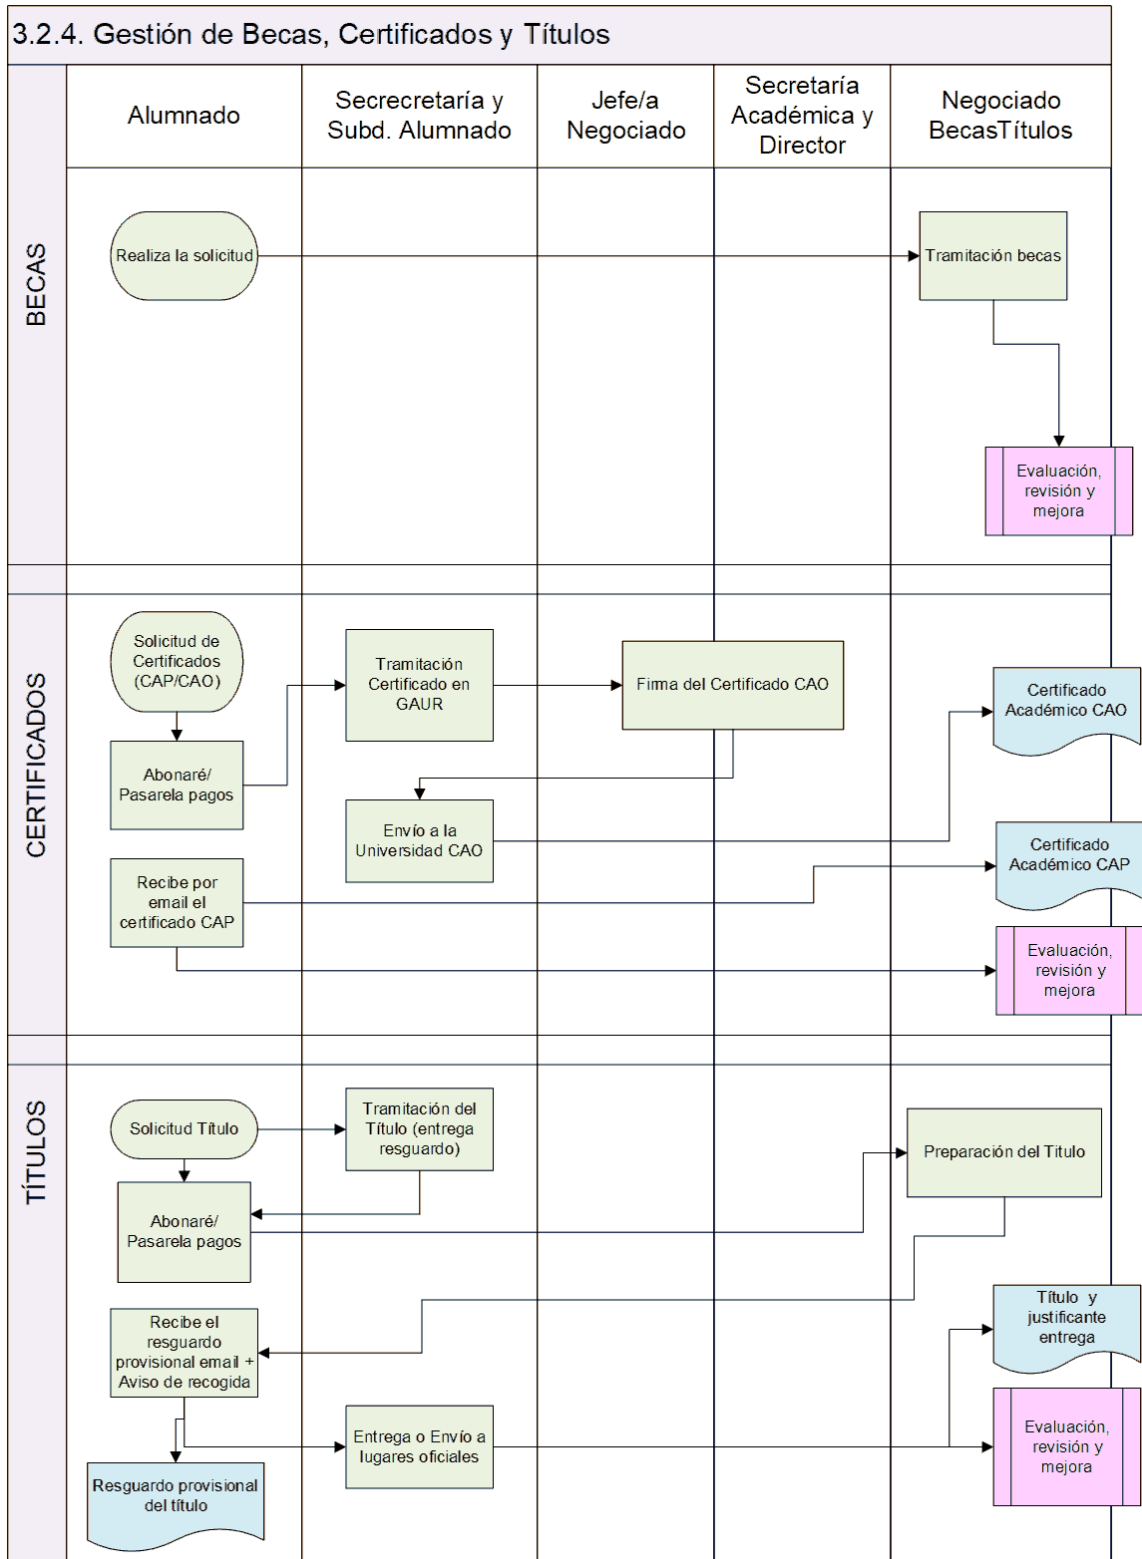 3.2.4. Gestión de Becas, Certificados y Títulos
Alumnado
Secrecretaría y
Subd. Alumnado
Jefe/a
Negociado
Secretaría
Académica y
Director
Negociado
BecasTítulos
BECAS
Realiza la solicitud
Tramitación becas
Evaluación,
revisión y
mejora
CERTIFICADOS
Solicitud de
Certificados
(CAP/CAO)
Tramitación
Certificado en
GAUR
Firma del Certificado CAO
Certificado
Académico CAO
Abonaré/
Pasarela pagos
Envío a la
Universidad CAO
Certificado
Académico CAP
Recibe por
email el
certificado CAP
Evaluación,
revisión y
mejora
TÍTULOS
Solicitud Título
Tramitación del
Título (entrega
resguardo)
Preparación del Titulo
Abonaré/
Pasarela pagos
Título y
justificante
entrega
Recibe el
resguardo
provisional email +
Aviso de recogida
Entrega o Envío a
lugares oficiales
Evaluación,
revisión y
mejora
Resguardo provisional
del título